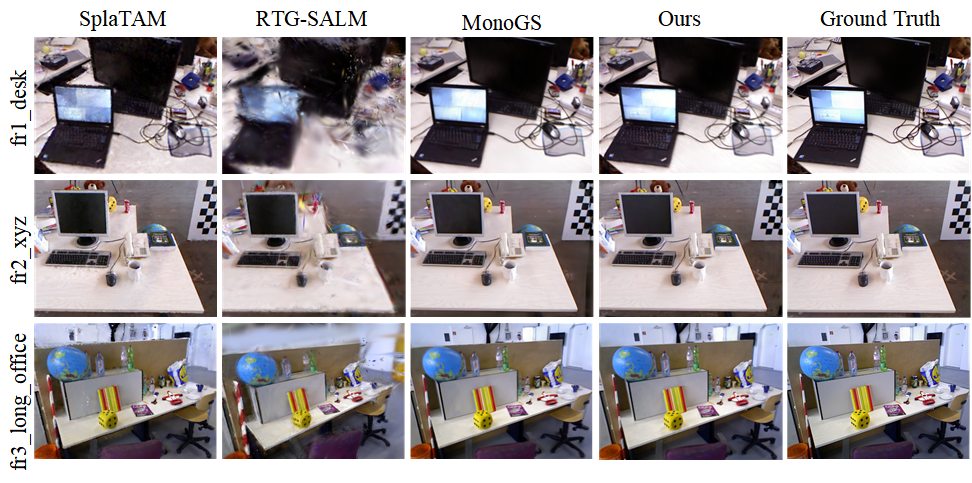 SplaTAM RTG-SALM MonoGS Ours Ground Truth
fr1_desk
fr2_xyz
fr3_long_office